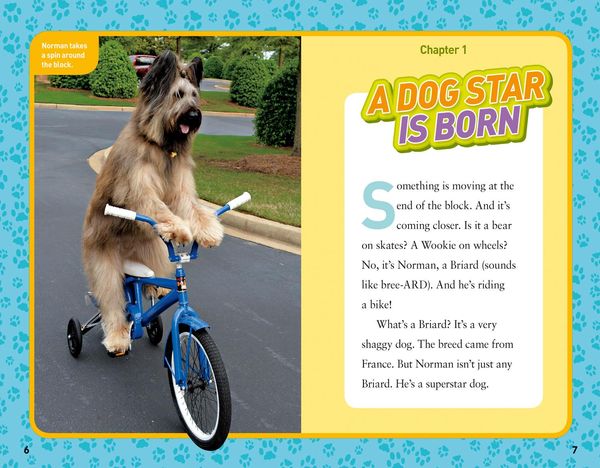 Norman takes
a spin around
the block.
Chapter 1
A DOG STAR
IS BORN
Something is moving at the
end of the block. And it's
coming closer. Is it a bear
on skates? A Wookie on wheels?
No, it's Norman, a Briard (sounds
like bree-ARD). And he's riding
a bike!
What's a Briard? It's a very
shaggy dog. The breed came from
France. But Norman isn't just any
Briard. He's a superstar dog.
6
7